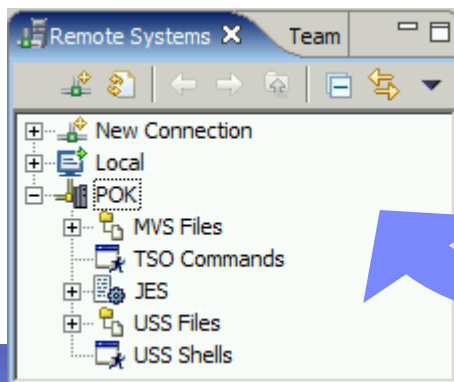 Remote Systems Team
New Connection
Local
POK
MVS Files
TSO Commands
JES
USS Files
USS Shells